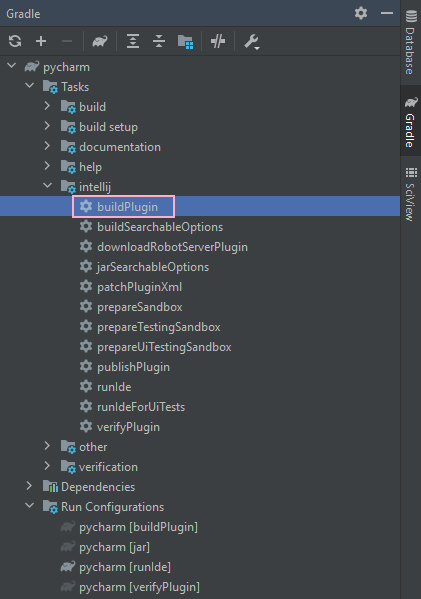 Gradle
pycharm
Tasks
build
build setup
documentation
help
intellij
buildPlugin
buildSearchableOptions
downloadRobotServerPlugin
jarSearchableOptions
patchPluginXml
prepareSandbox
prepareTestingSandbox
prepareUiTestingSandbox
publishPlugin
runIde
runIdeForUiTests
verifyPlugin
other
verification
Dependencies
Run Configurations
pycharm [buildPlugin]
pycharm [jar]
pycharm [runIde]
pycharm [verifyPlugin]
Database
Gradle
SciView